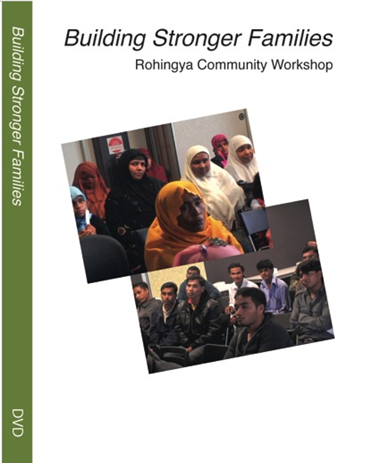 Building Stronger Families
DVD
Building Stronger Families
Rohingya Community Workshop